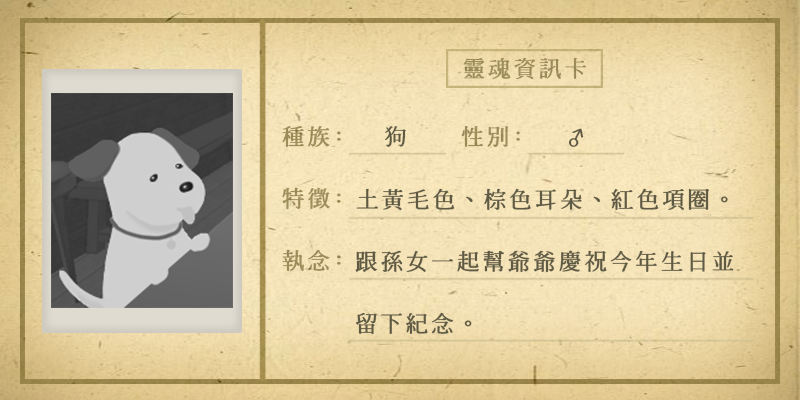 靈魂資訊卡
種族：狗 性別：♂
特徵：土黃毛色、棕色耳朵、紅色項圈。
執念：跟孫女一起幫爺爺慶祝今年生日並
留下紀念。